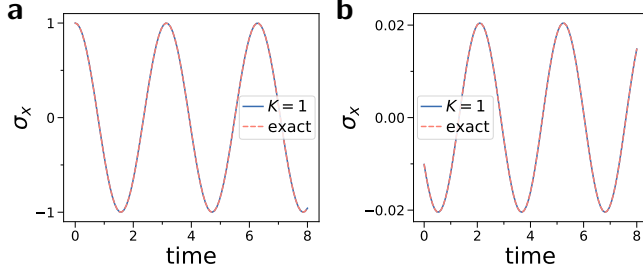 a
1
0
−1
σx
K = 1
exact
0 2 4 6 8
time
b
0.02
0.00
−0.02
σx
K = 1
exact
0 2 4 6 8
time